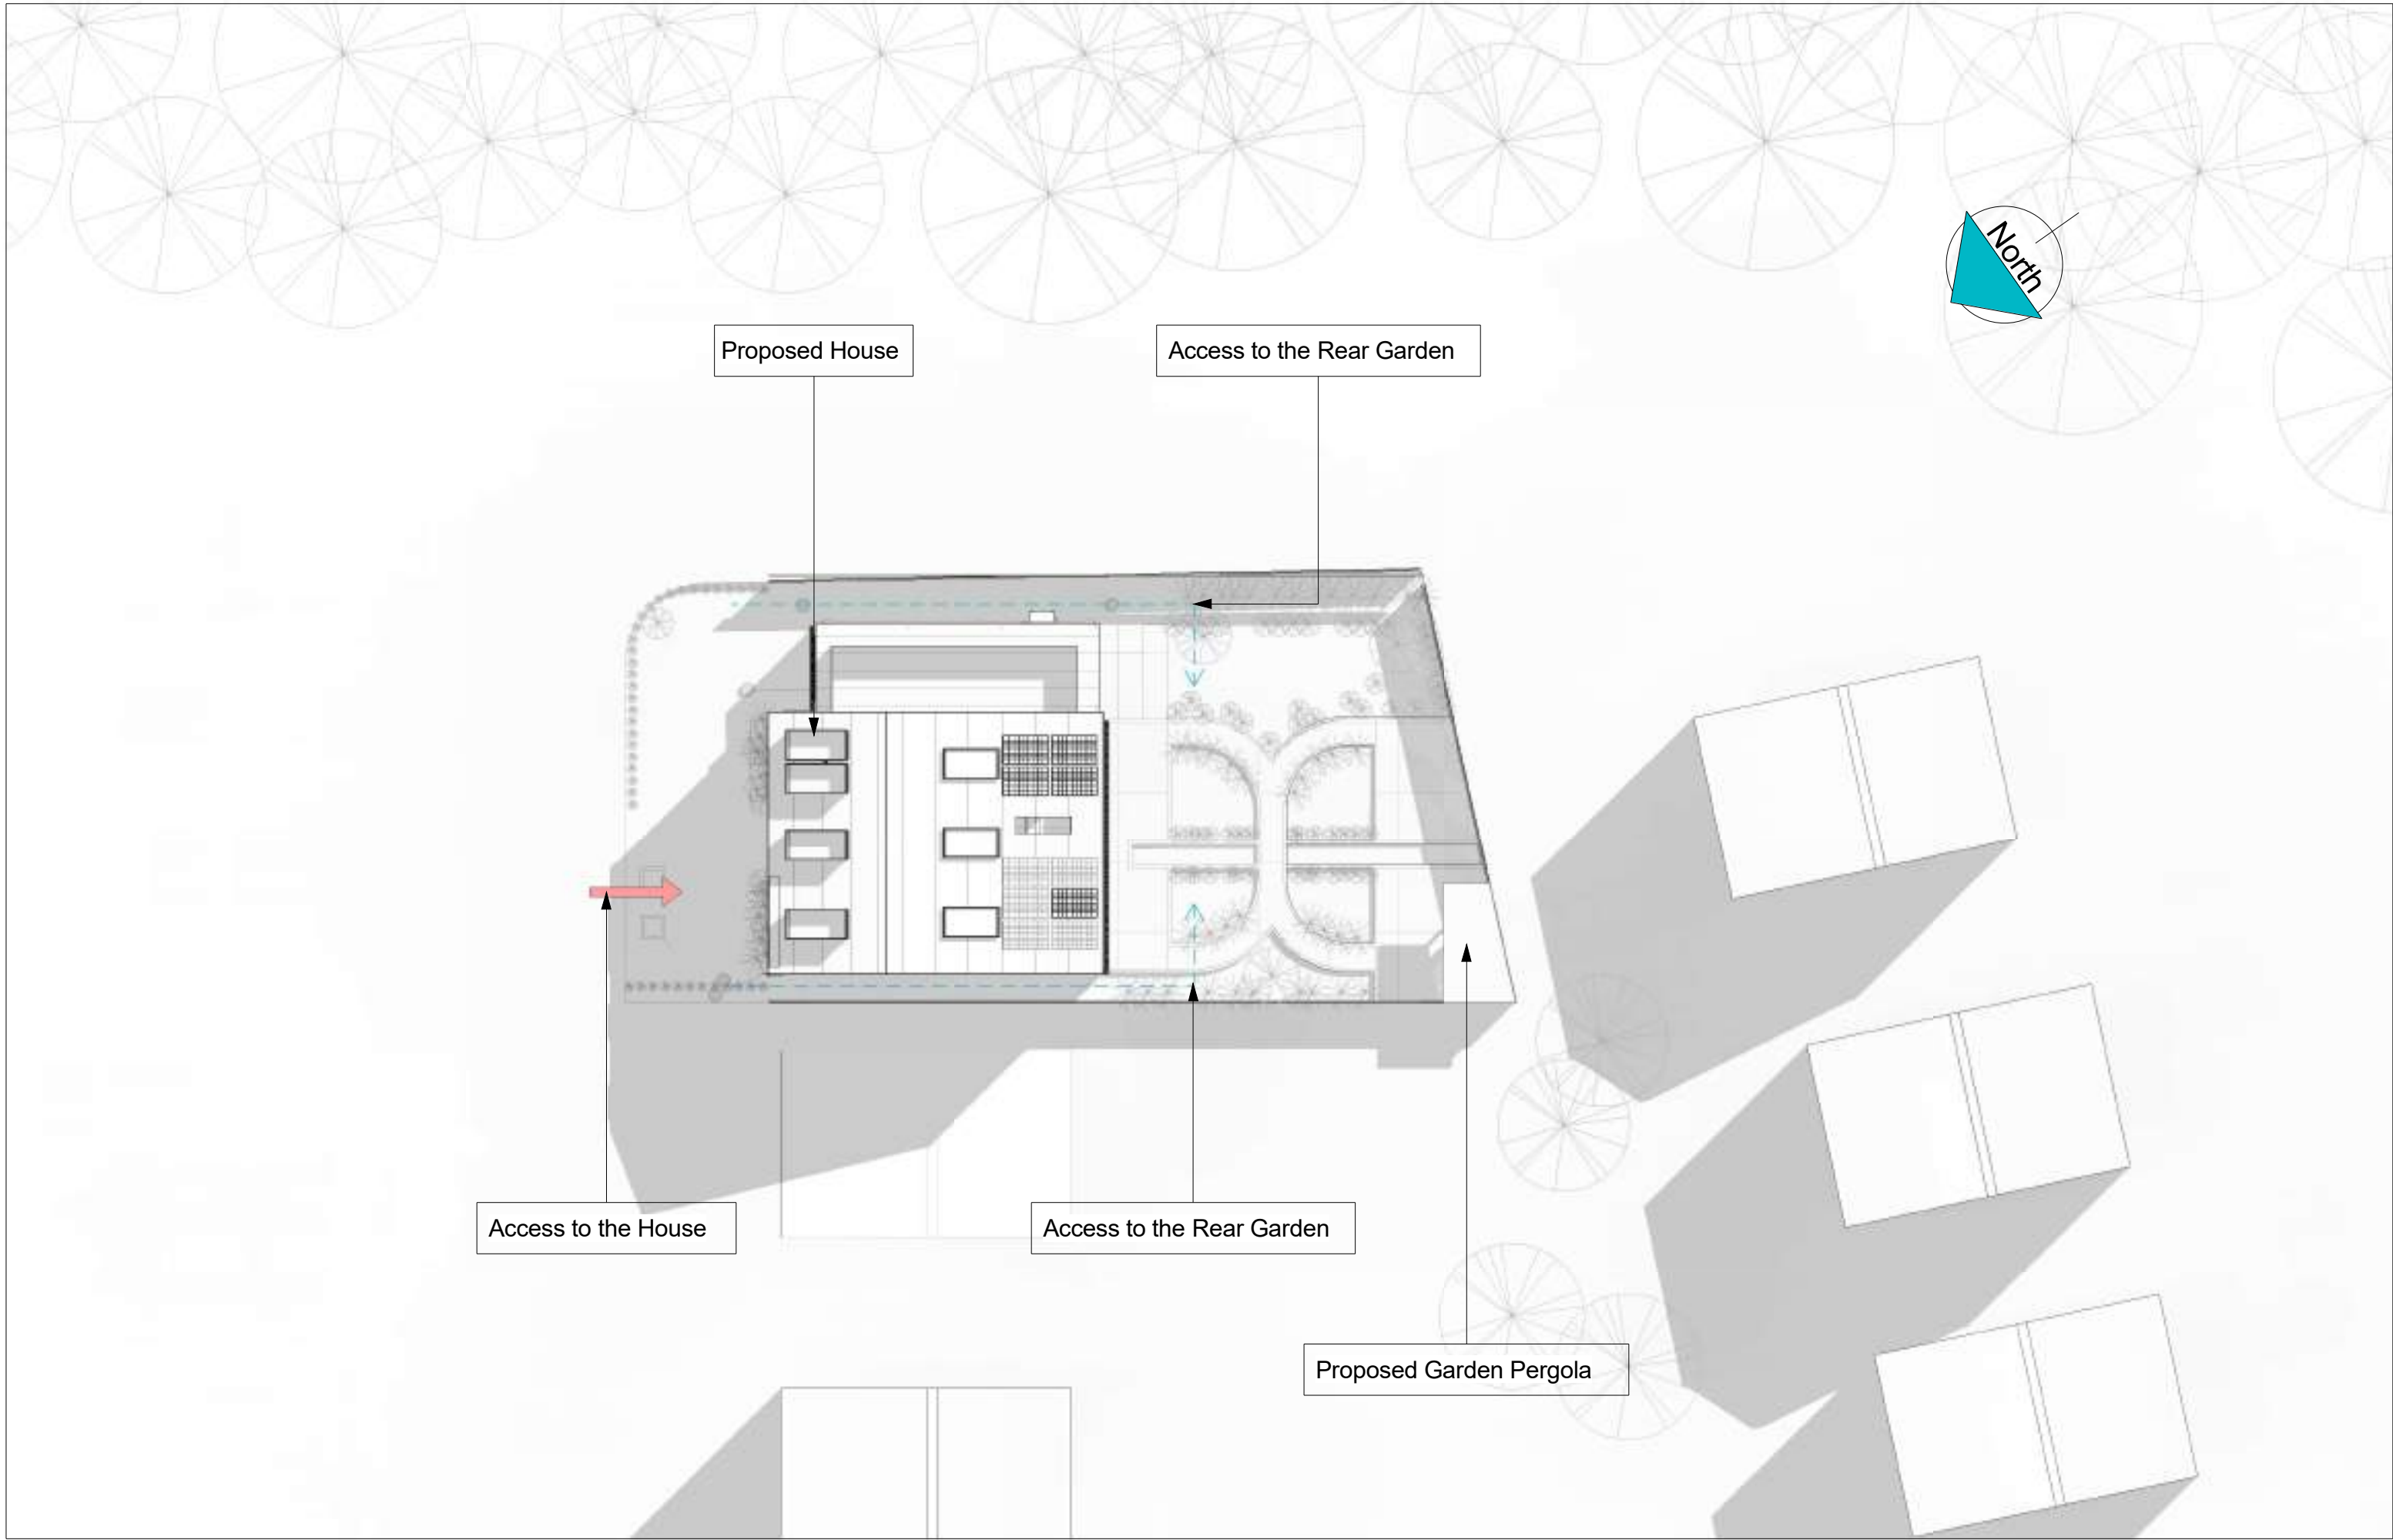 North
Proposed House
Access to the Rear Garden
Access to the House
Access to the Rear Garden
Proposed Garden Pergola